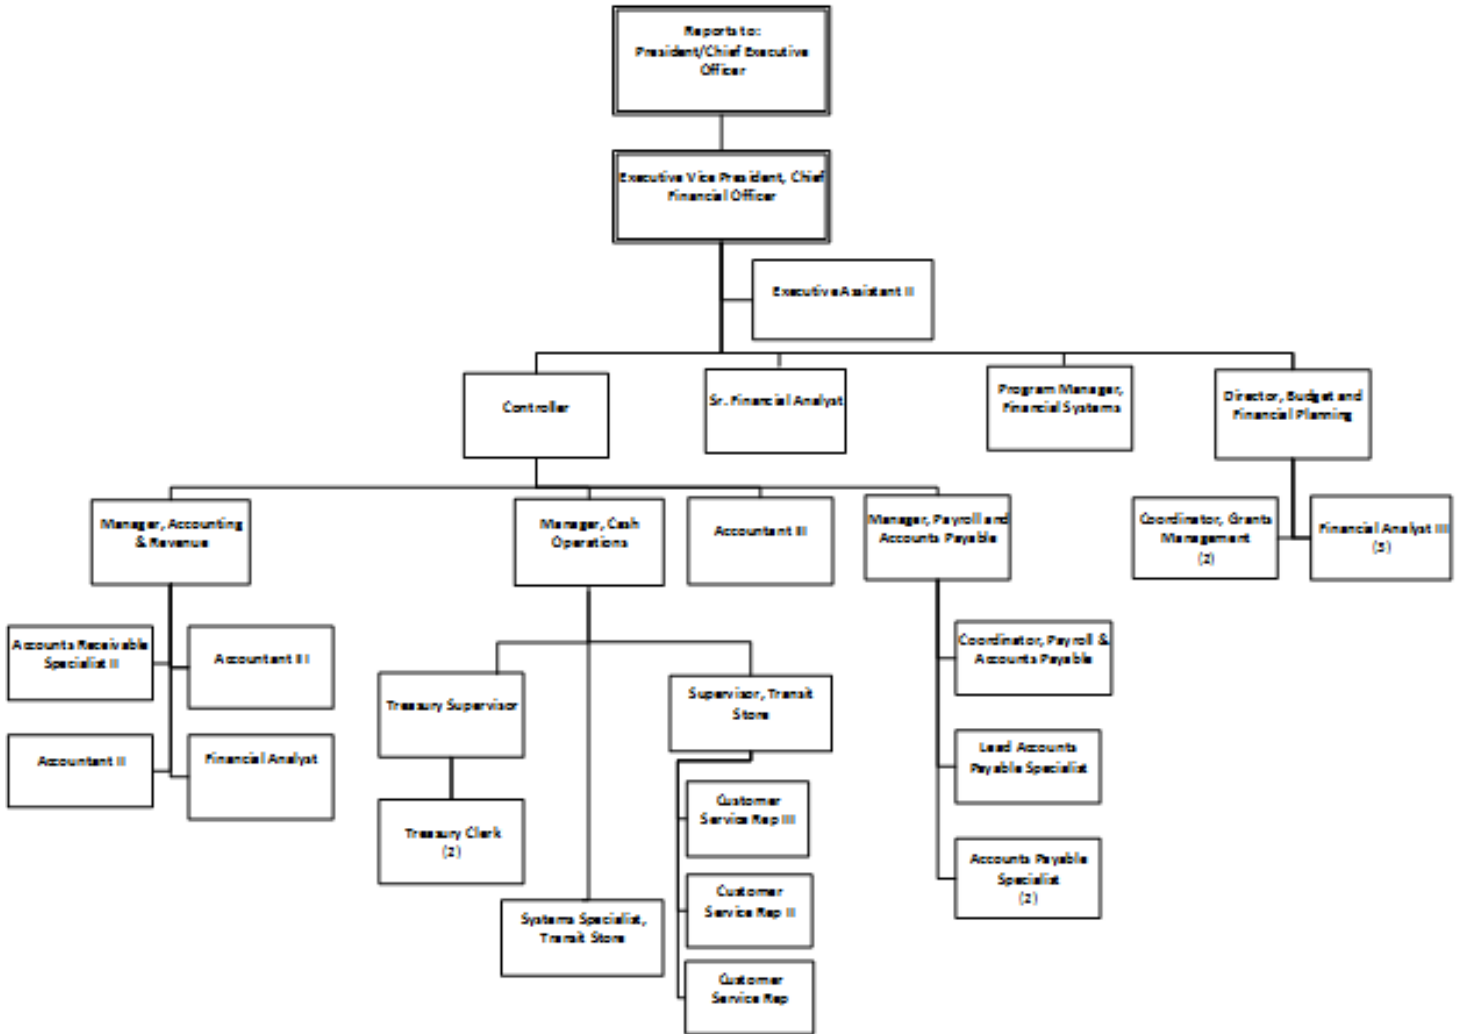 Reports to:
President/Chief Executive
Officer
Executive Vice President, Chief
Financial Officer
Executive Assistant II
Controller
Sr. Financial Analyst
Program Manager,
Financial Systems
Director, Budget and
Financial Planning
Manager, Accounting
& Revenue
Manager, Cash
Operations
Accountant III
Manager, Payroll and
Accounts Payable
Coordinator, Grants
Management
(2)
Financial Analyst III
(3)
Accounts Receivable
Specialist II
Accountant III
Accountant II
Financial Analyst
Treasury Supervisor
Treasury Clerk
(2)
Systems Specialist,
Transit Store
Supervisor, Transit
Store
Customer
Service Rep III
Customer
Service Rep II
Customer
Service Rep
Coordinator, Payroll &
Accounts Payable
Lead Accounts
Payable Specialist
Accounts Payable
Specialist
(2)